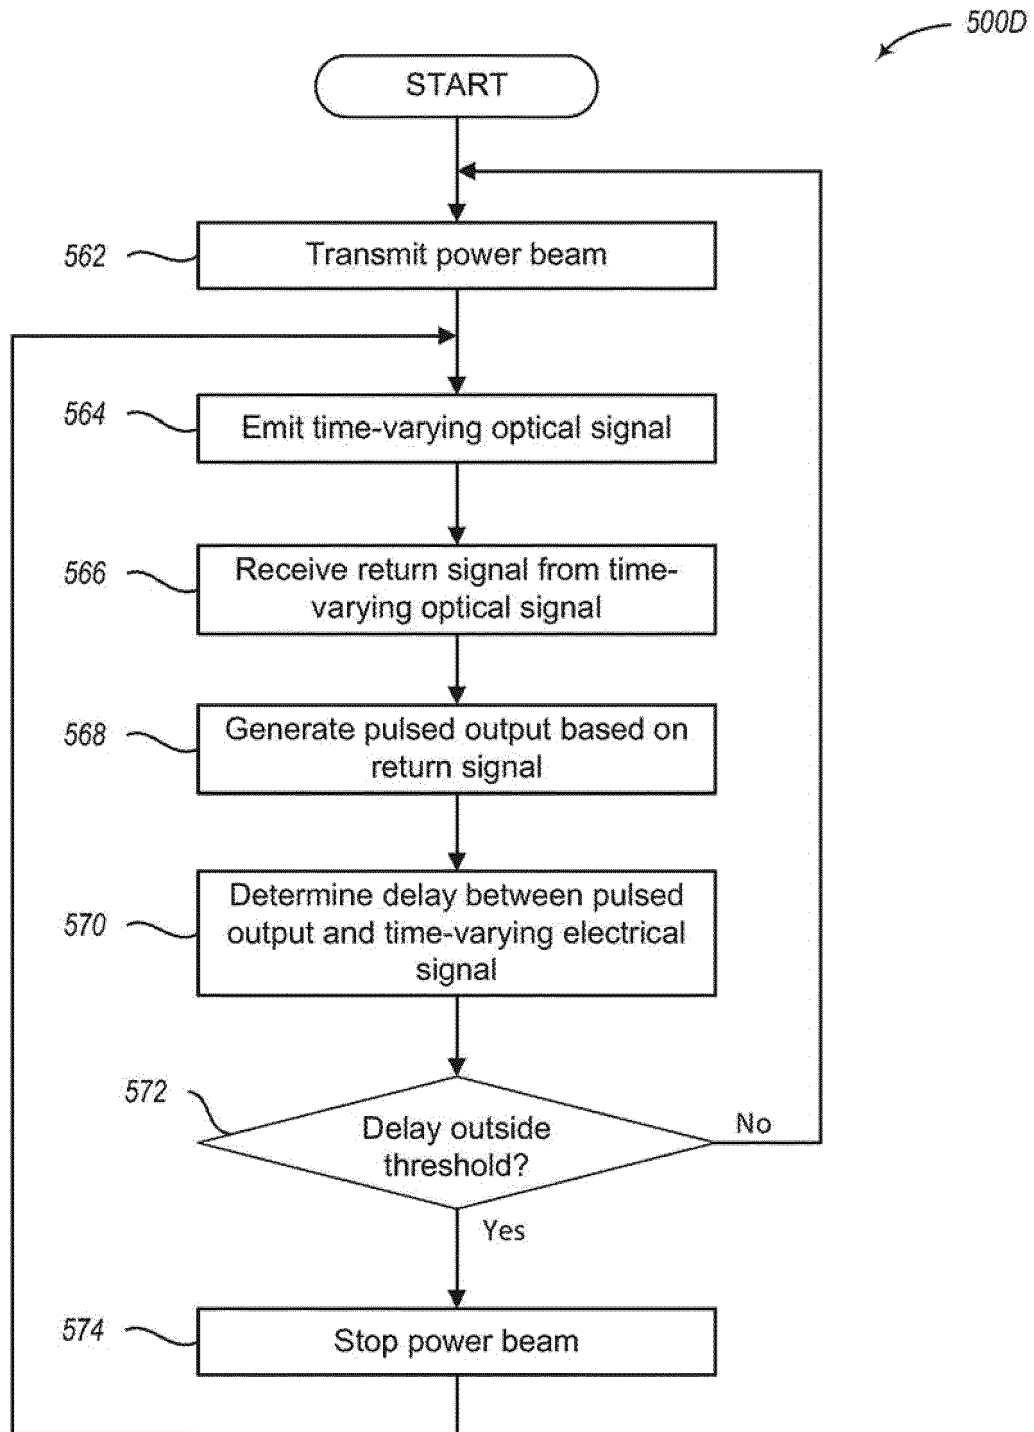 500D
START
562
Transmit power beam
564
Emit time-varying optical signal
566
Receive return signal from time-
varying optical signal
568
Generate pulsed output based on
return signal
570
Determine delay between pulsed
output and time-varying electrical
signal
572
Delay outside
threshold?
No
Yes
574
Stop power beam